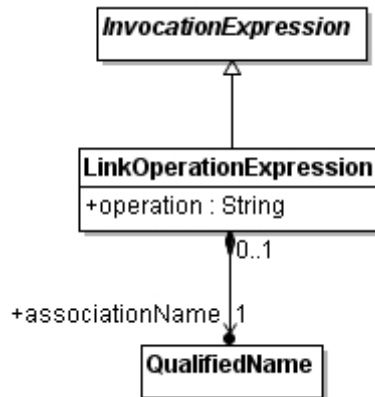 InvocationExpression
LinkOperationExpression
+operation : String
0..1
+associationName 1
QualifiedName